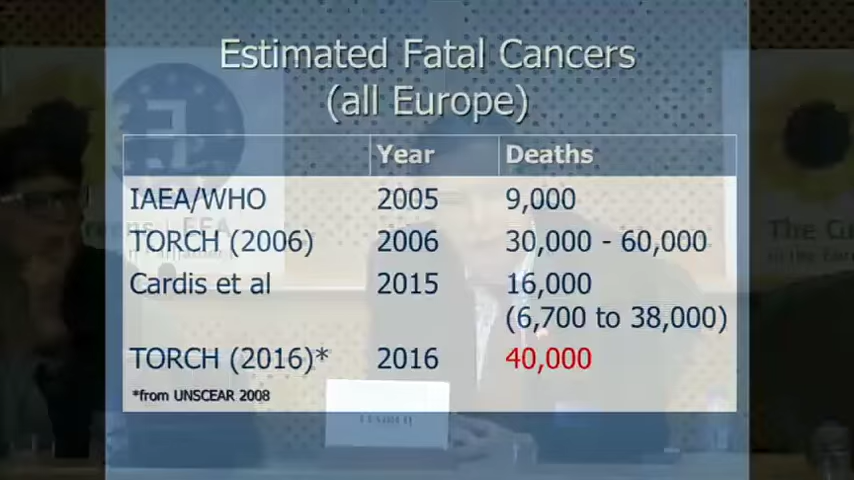 Estimated Fatal Cancers
(all Europe)
Year Deaths
IAEA/WHO 2005 9,000
TORCH (2006) 2006 30,000 - 60,000
Cardis et al 2015 16,000
(6,700 to 38,000)
TORCH (2016)* 2016 40,000
*from UNSCEAR 2008
The